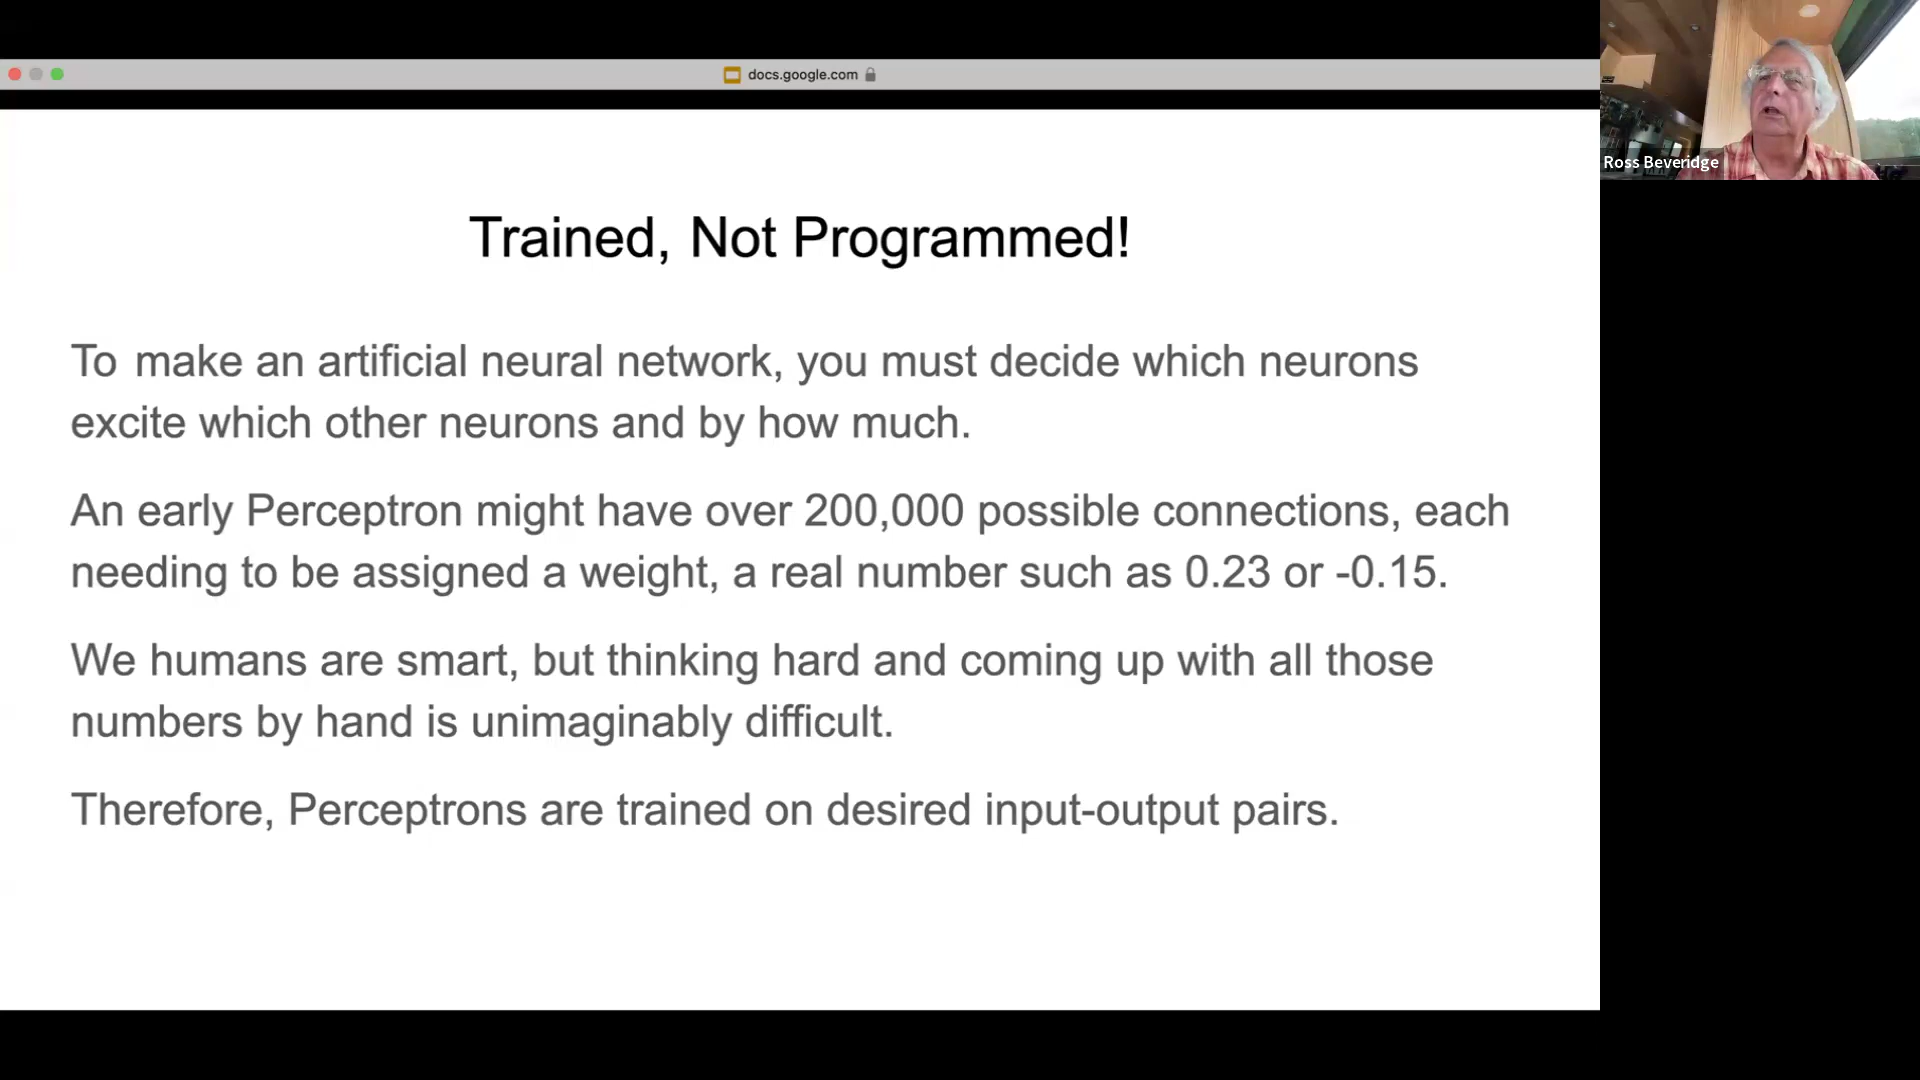 docs.google.com
Ross Beveridge
Trained, Not Programmed!
To make an artificial neural network, you must decide which neurons
excite which other neurons and by how much.
An early Perceptron might have over 200,000 possible connections, each
needing to be assigned a weight, a real number such as 0.23 or -0.15.
We humans are smart, but thinking hard and coming up with all those
numbers by hand is unimaginably difficult.
Therefore, Perceptrons are trained on desired input-output pairs.